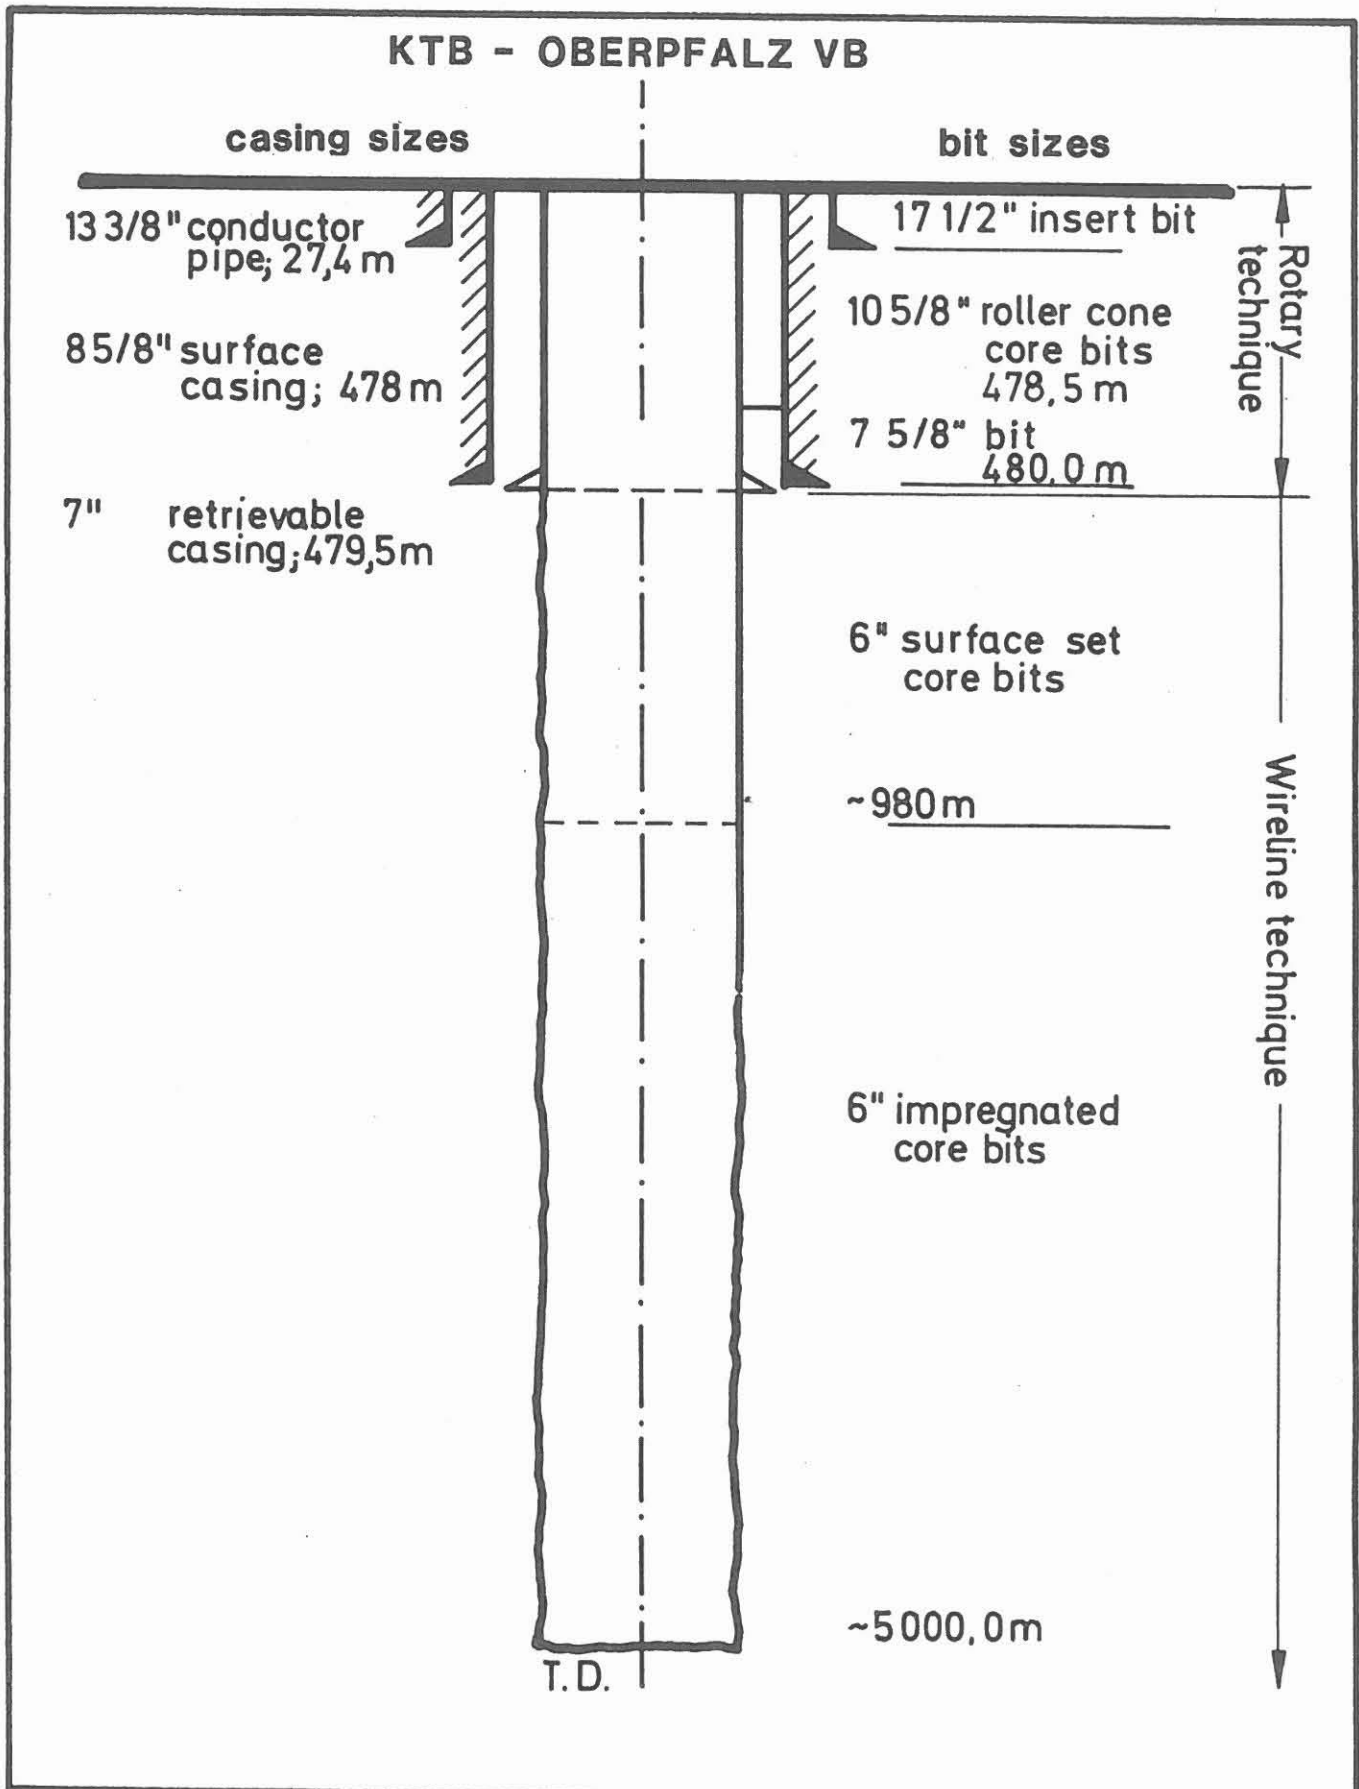 KTB - OBERPFALZ VB
casing sizes
bit sizes
13 3/8" conductor
pipe; 27,4 m
8 5/8" surface
casing; 478 m
7" retrievable
casing; 479,5m
17 1/2" insert bit
10 5/8" roller cone
core bits
478,5 m
7 5/8" bit
480,0 m
6" surface set
core bits
~980m
6" impregnated
core bits
~5000,0m
T.D.
Rotary
technique
Wireline technique